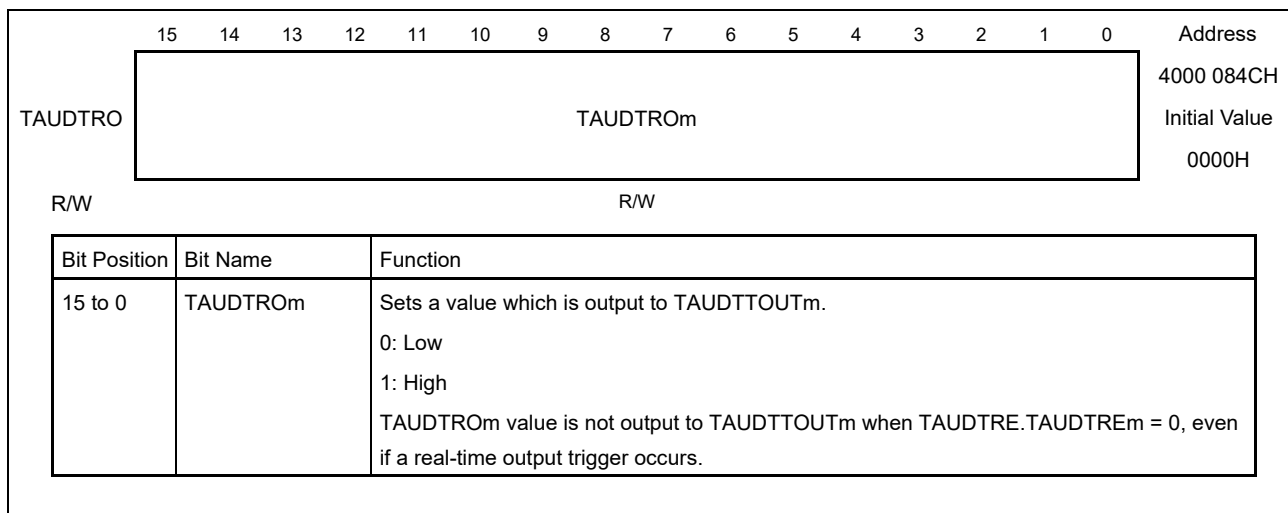 15 14 13 12 11 10 9 8 7 6 5 4 3 2 1 0 Address
4000 084CH
TAUDTRO TAUDTROm Initial Value
0000H
R/W R/W
Bit Position Bit Name Function
15 to 0 TAUDTROm Sets a value which is output to TAUDTTOUTm.
0: Low
1: High
TAUDTROm value is not output to TAUDTTOUTm when TAUDTRE.TAUDTREm = 0, even
if a real-time output trigger occurs.